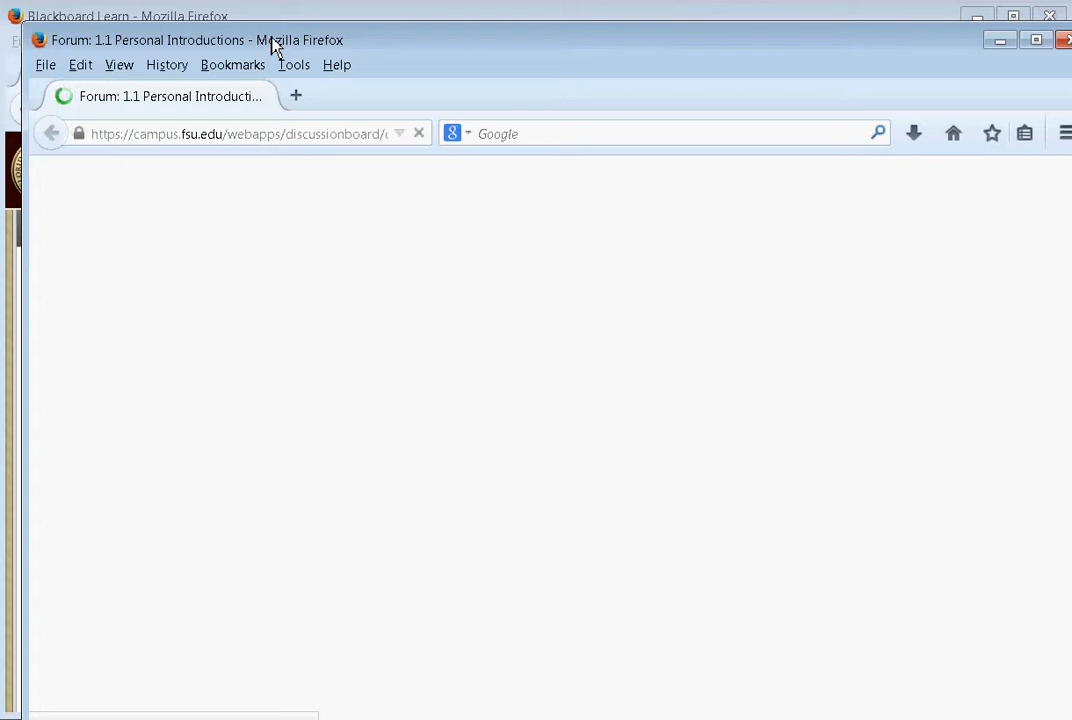 Blackboard Learn - Mozilla Firefox
Forum: 1.1 Personal Introductions - Mozilla Firefox
File Edit View History Bookmarks Tools Help
Forum: 1.1 Personal Introducti... +
https://campus.fsu.edu/webapps/discussionboard/ Google